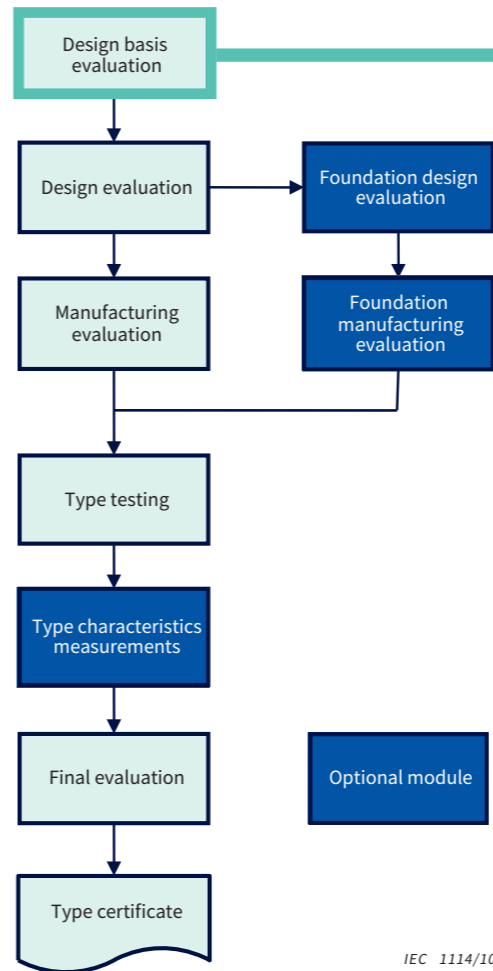 Design basis
evaluation
Design evaluation
Foundation design
evaluation
Manufacturing
evaluation
Foundation
manufacturing
evaluation
Type testing
Type characteristics
measurements
Final evaluation
Optional module
Type certificate
IEC 1114/10